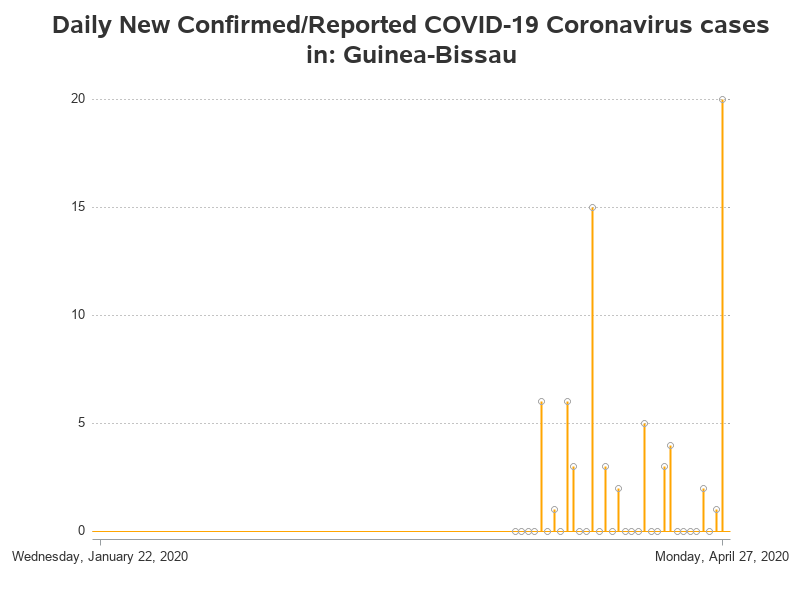 Daily New Confirmed/Reported COVID-19 Coronavirus cases
in: Guinea-Bissau
20
15
10
5
0
Wednesday, January 22, 2020
Monday, April 27, 2020